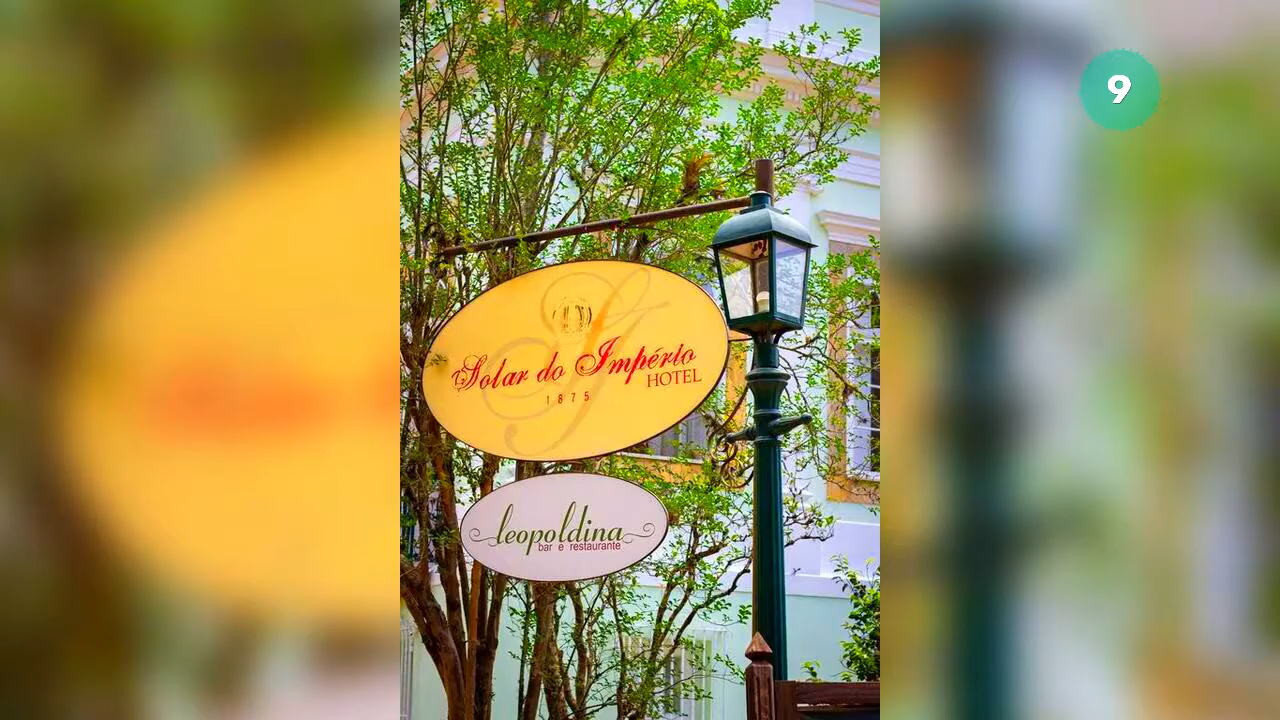 9
Solar do Império
HOTEL
1875
leopoldina
bar e restaurante